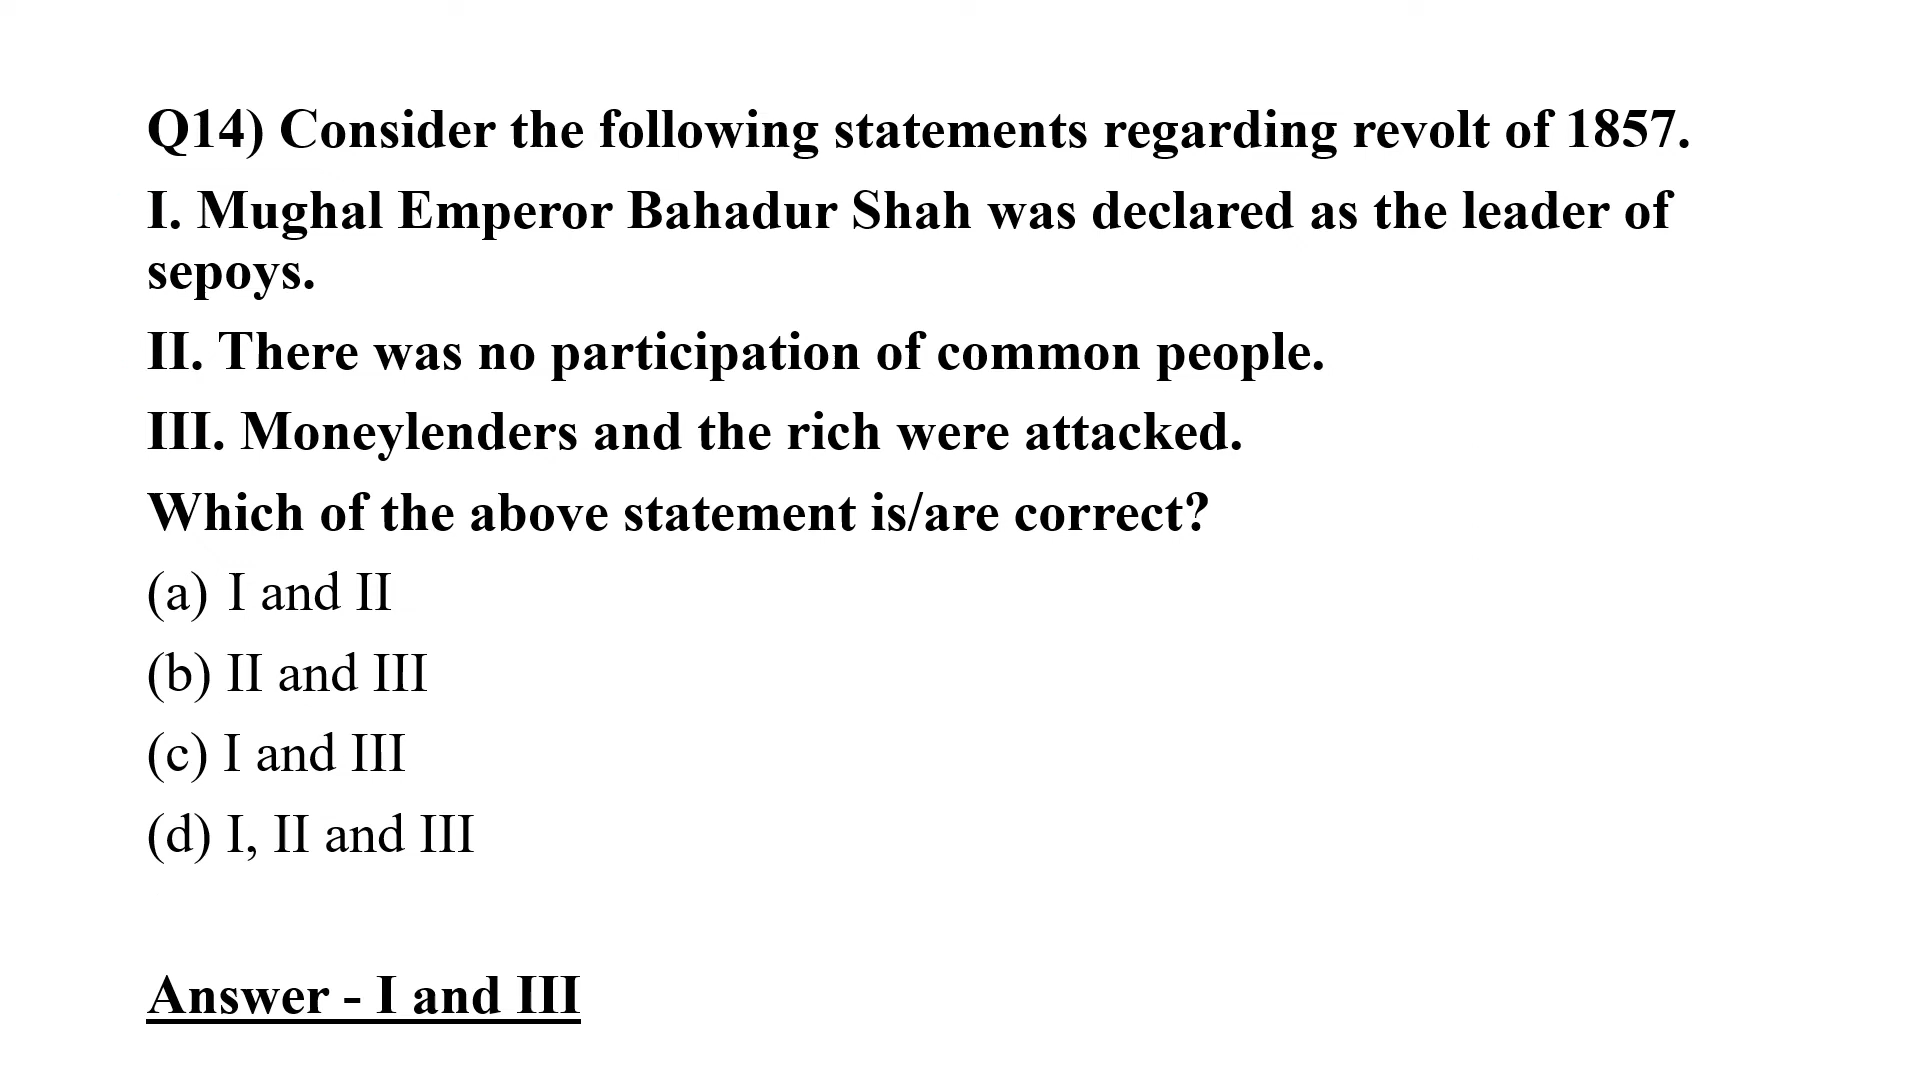 Q14) Consider the following statements regarding revolt of 1857.
I. Mughal Emperor Bahadur Shah was declared as the leader of
sepoys.
II. There was no participation of common people.
III. Moneylenders and the rich were attacked.
Which of the above statement is/are correct?
(a) I and II
(b) II and III
(c) I and III
(d) I, II and III
Answer - I and III